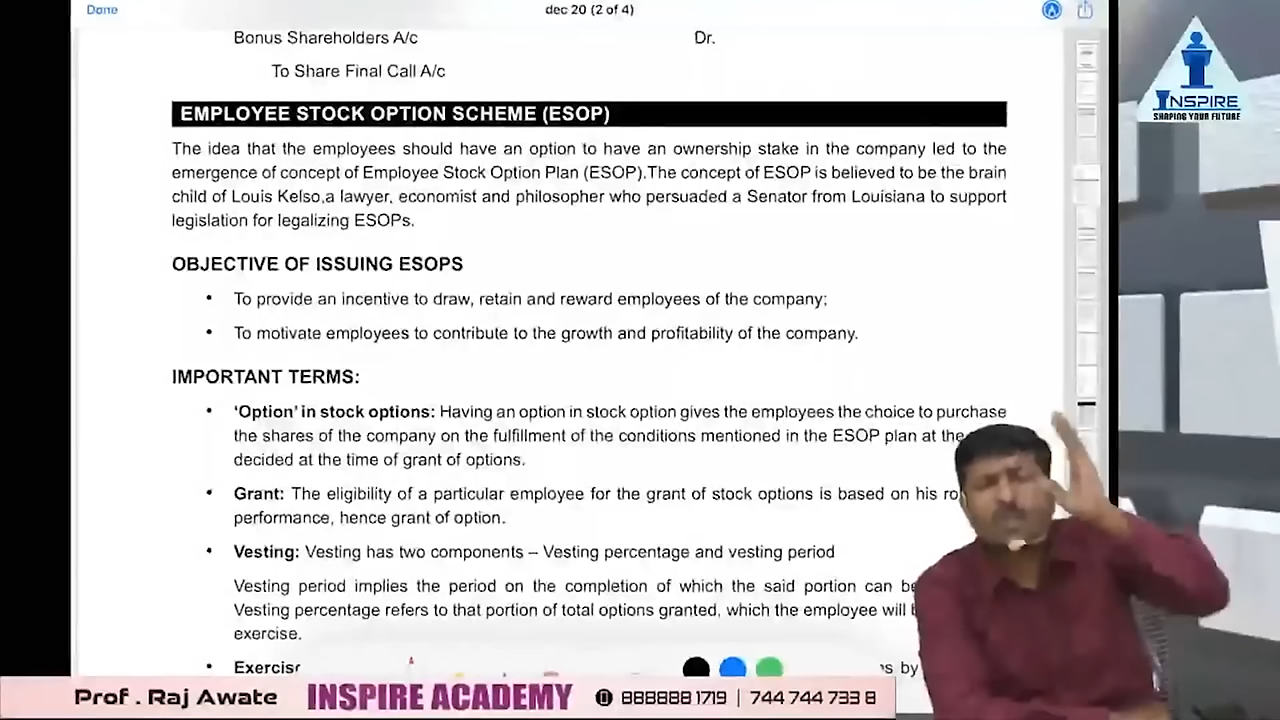 Done
dec 20 (2 of 4)
Bonus Shareholders A/c Dr.
To Share Final Call A/c
INSPIRE
SHAPING YOUR FUTURE
EMPLOYEE STOCK OPTION SCHEME (ESOP)
The idea that the employees should have an option to have an ownership stake in the company led to the
emergence of concept of Employee Stock Option Plan (ESOP).The concept of ESOP is believed to be the brain
child of Louis Kelso,a lawyer, economist and philosopher who persuaded a Senator from Louisiana to support
legislation for legalizing ESOPs.
OBJECTIVE OF ISSUING ESOPS
• To provide an incentive to draw, retain and reward employees of the company;
• To motivate employees to contribute to the growth and profitability of the company.
IMPORTANT TERMS:
• ‘Option’ in stock options: Having an option in stock option gives the employees the choice to purchase
the shares of the company on the fulfillment of the conditions mentioned in the ESOP plan at the
decided at the time of grant of options.
• Grant: The eligibility of a particular employee for the grant of stock options is based on his
performance, hence grant of option.
• Vesting: Vesting has two components – Vesting percentage and vesting period
Vesting period implies the period on the completion of which the said portion can
Vesting percentage refers to that portion of total options granted, which the employee will
exercise.
• by
Prof . Raj Awate INSPIRE ACADEMY 888888 1719 | 744 744 733 8